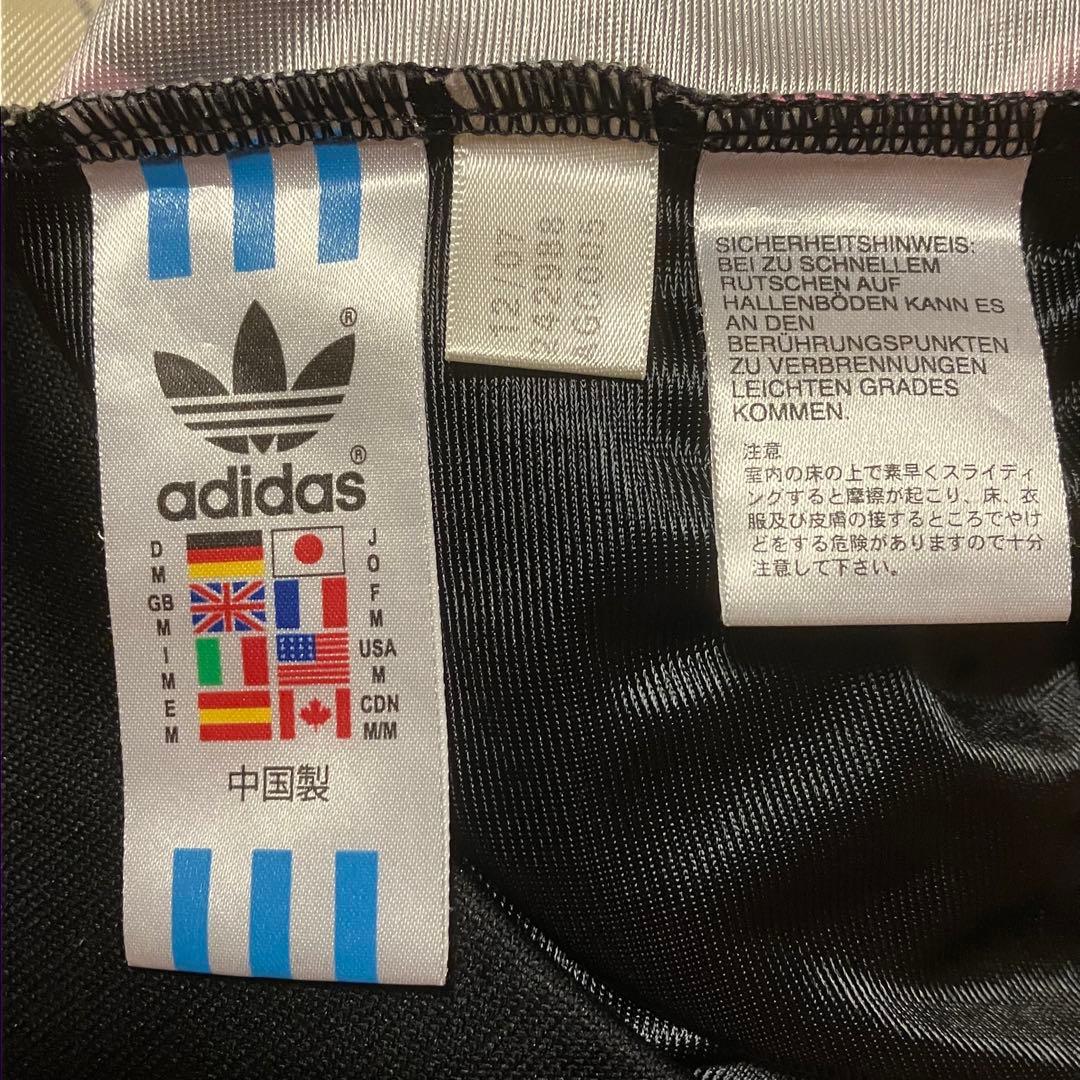 ®
®
adidas
D
M
J
O
GB
M
F
M
I
M
USA
M
E
M
CDN
M/M
中国製
12/07
SICHERHEITSHINWEIS:
BEI ZU SCHNELLEM
RUTSCHEN AUF
HALLENBÖDEN KANN ES
AN DEN
BERÜHRUNGSPUNKTEN
ZU VERBRENNUNGEN
LEICHTEN GRADES
KOMMEN.
注意
室内の床の上で素早くスライディ
ングすると摩擦が起こり、床、衣
服及び皮膚の接するところでやけ
どをする危険がありますので十分
注意して下さい。